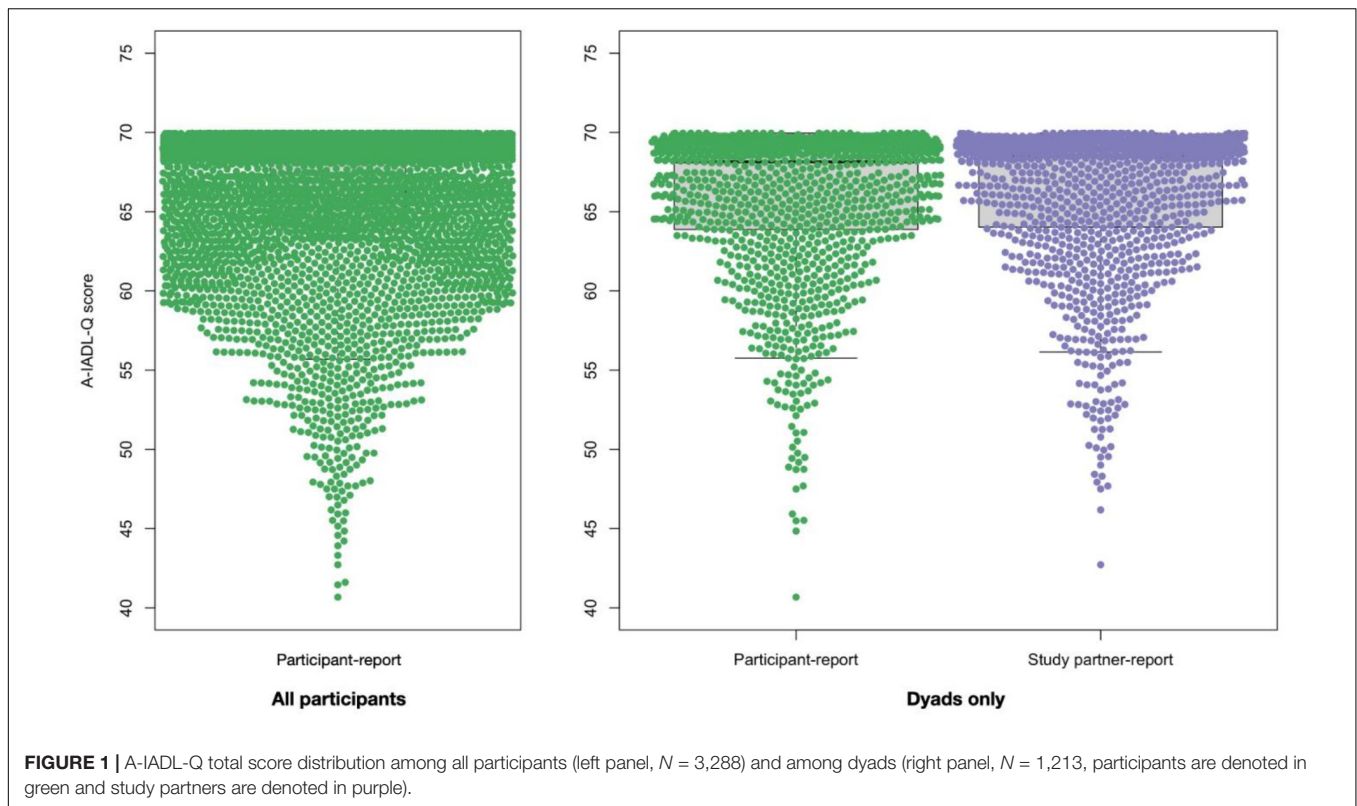 75
70
65
60
55
50
45
40
A-IADL-Q score
Participant-report
All participants
75
70
65
60
55
50
45
40
Participant-report
Study partner-report
Dyads only
FIGURE 1 | A-IADL-Q total score distribution among all participants (left panel, N = 3,288) and among dyads (right panel, N = 1,213, participants are denoted in
green and study partners are denoted in purple).